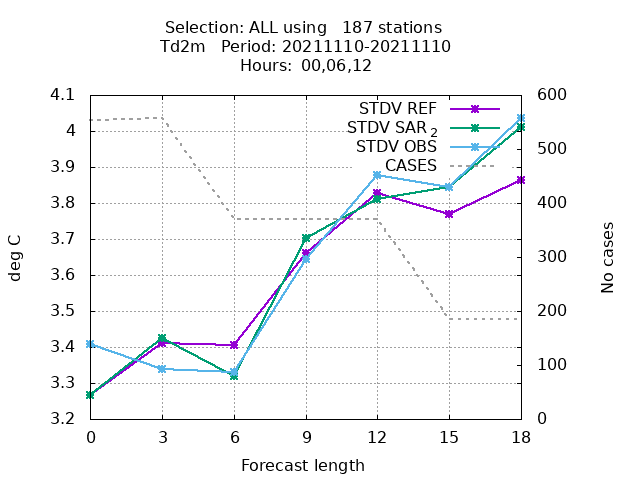 Selection: ALL using   187 stations
Td2m   Period: 20211110-20211110
Hours:  00,06,12
4.1
4
3.9
3.8
3.7
3.6
3.5
3.4
3.3
3.2
600
500
400
300
200
100
0
STDV REF
STDV SAR 2
STDV OBS
CASES
deg C
No cases
0 3 6 9 12 15 18
Forecast length